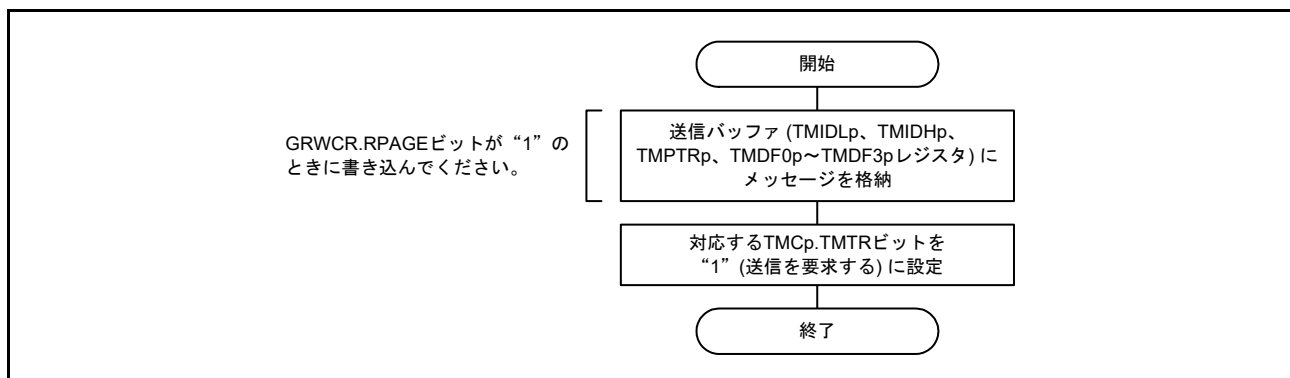 開始
GRWCR.RPAGEビットが“1”の
ときに書き込んでください。
送信バッファ (TMIDLp、TMIDHp、
TMPTRp、TMDF0p～TMDF3pレジスタ) に
メッセージを格納
対応するTMCp.TMTRビットを
“1” (送信を要求する) に設定
終了